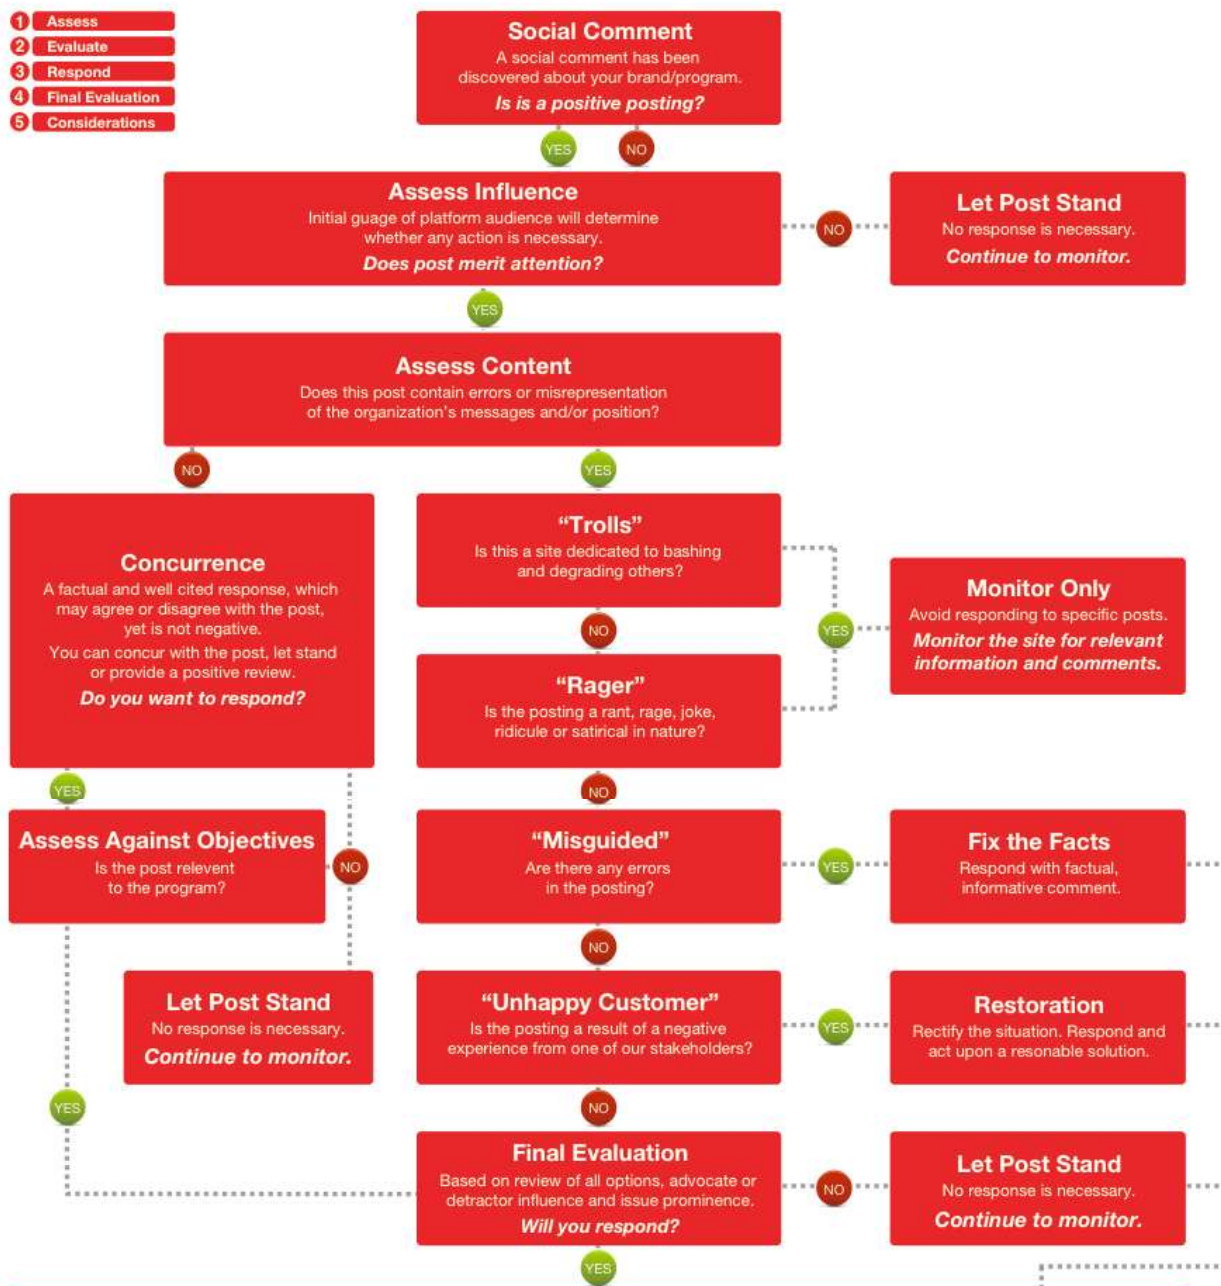 1 Assess
2 Evaluate
3 Respond
4 Final Evaluation
5 Considerations
Social Comment
A social comment has been
discovered about your brand/program.
Is is a positive posting?
YES
NO
Assess Influence
Initial guage of platform audience will determine
whether any action is necessary.
Does post merit attention?
NO
Let Post Stand
No response is necessary.
Continue to monitor.
YES
Assess Content
Does this post contain errors or misrepresentation
of the organization's messages and/or position?
NO
YES
Concurrence
A factual and well cited response, which
may agree or disagree with the post,
yet is not negative.
You can concur with the post, let stand
or provide a positive review.
Do you want to respond?
"Trolls"
Is this a site dedicated to bashing
and degrading others?
NO
YES
Monitor Only
Avoid responding to specific posts.
Monitor the site for relevant
information and comments.
"Rager"
Is the posting a rant, rage, joke,
ridicule or satirical in nature?
YES
NO
Assess Against Objectives
Is the post relevent
to the program?
NO
"Misguided"
Are there any errors
in the posting?
YES
Fix the Facts
Respond with factual,
informative comment.
NO
Let Post Stand
No response is necessary.
Continue to monitor.
"Unhappy Customer"
Is the posting a result of a negative
experience from one of our stakeholders?
YES
Restoration
Rectify the situation. Respond and
act upon a resonable solution.
YES
NO
Final Evaluation
Based on review of all options, advocate or
detractor influence and issue prominence.
Will you respond?
NO
Let Post Stand
No response is necessary.
Continue to monitor.
YES